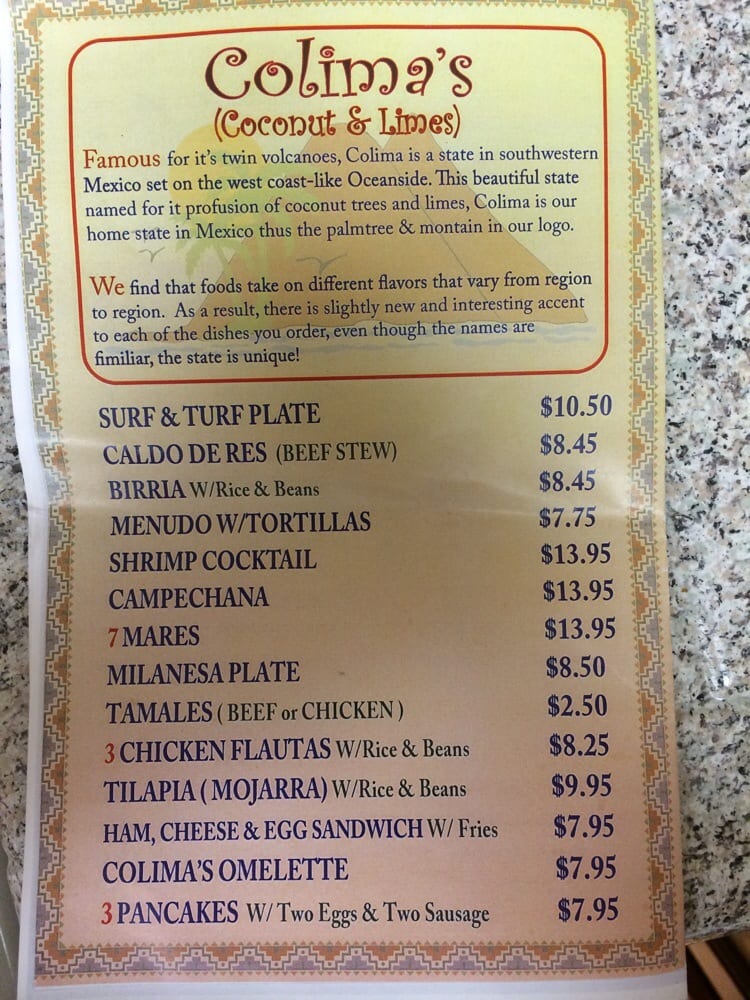 Colima's
(Coconut & Limes)
Famous for it's twin volcanoes, Colima is a state in southwestern
Mexico set on the west coast-like Oceanside. This beautiful state
named for it profusion of coconut trees and limes, Colima is our
home state in Mexico thus the palmtree & montain in our logo.
We find that foods take on different flavors that vary from region
to region. As a result, there is slightly new and interesting accent
to each of the dishes you order, even though the names are
fimiliar, the state is unique!
SURF & TURF PLATE $10.50
CALDO DE RES (BEEF STEW) $8.45
BIRRIA W/Rice & Beans $8.45
MENUDO W/TORTILLAS $7.75
SHRIMP COCKTAIL $13.95
CAMPECHANA $13.95
7 MARES $13.95
MILANESA PLATE $8.50
TAMALES ( BEEF or CHICKEN ) $2.50
3 CHICKEN FLAUTAS W/Rice & Beans $8.25
TILAPIA ( MOJARRA) W/Rice & Beans $9.95
HAM, CHEESE & EGG SANDWICH W/ Fries $7.95
COLIMA'S OMELETTE $7.95
3 PANCAKES W/ Two Eggs & Two Sausage $7.95